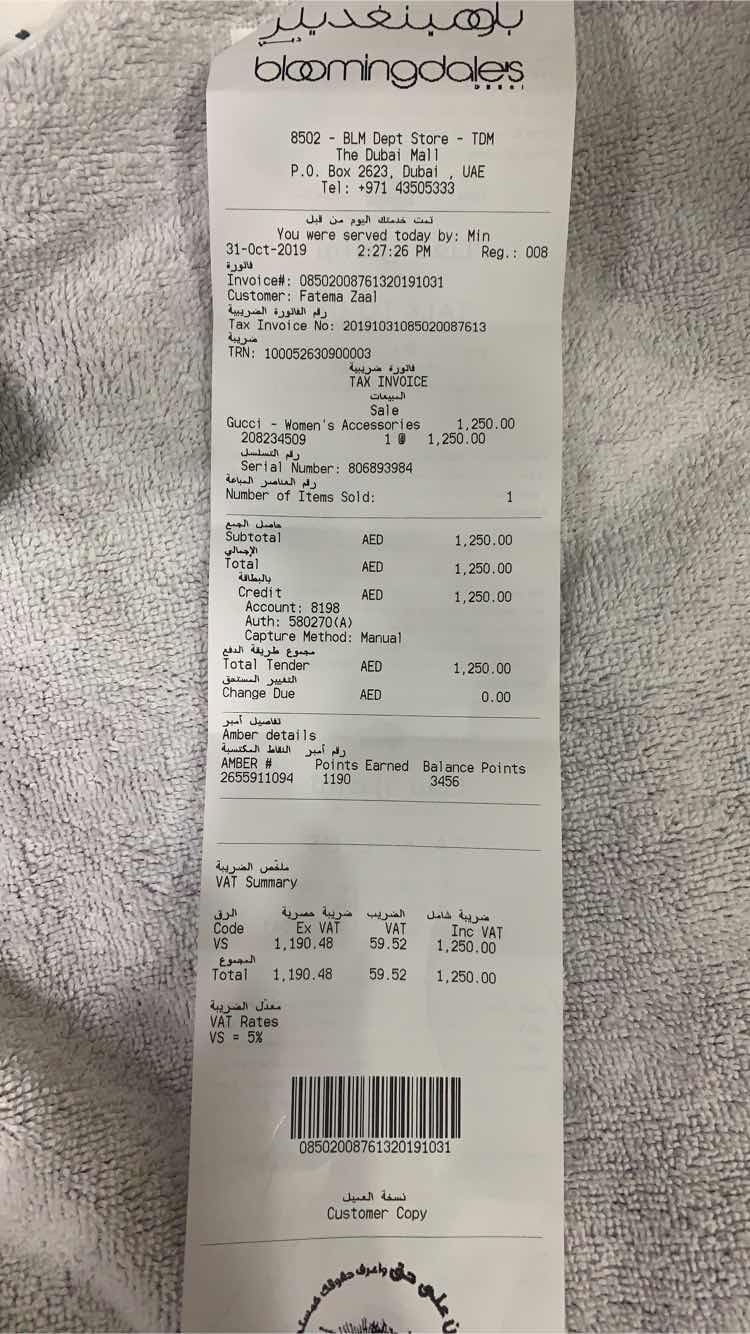 بلومينغديلز
دبي
bloomingdale's
DUBAI
8502 - BLM Dept Store - TDM
The Dubai Mall
P.O. Box 2623, Dubai , UAE
Tel: +971 43505333
تمت خدمتك اليوم من قبل
You were served today by: Min
31-Oct-2019 2:27:26 PM Reg.: 008
فاتورة
Invoice#: 08502008761320191031
Customer: Fatema Zaal
رقم الفاتورة الضريبية
Tax Invoice No: 20191031085020087613
ضريبة
TRN: 100052630900003
فاتورة ضريبية
TAX INVOICE
المبيعات
Sale
Gucci - Women's Accessories 1,250.00
208234509 1 @ 1,250.00
رقم التسلسل
Serial Number: 806893984
رقم العناصر المباعة
Number of Items Sold: 1
حاصل الجمع
Subtotal AED 1,250.00
الإجمالي
Total AED 1,250.00
بالبطاقة
Credit AED 1,250.00
Account: 8198
Auth: 580270(A)
Capture Method: Manual
مجموع طريقة الدفع
Total Tender AED 1,250.00
التغيير المستحق
Change Due AED 0.00
تفاصيل أمبر
Amber details
رقم أمبر النقاط المكتسبة
AMBER # Points Earned Balance Points
2655911094 1190 3456
ملخص الضريبة
VAT Summary
الرق ضريبة حصرية الضريب ضريبة شامل
Code Ex VAT VAT Inc VAT
VS 1,190.48 59.52 1,250.00
المجموع
Total 1,190.48 59.52 1,250.00
معدّل الضريبة
VAT Rates
VS = 5%
08502008761320191031
نسخة العميل
Customer Copy
على حق واعرف حقوقك